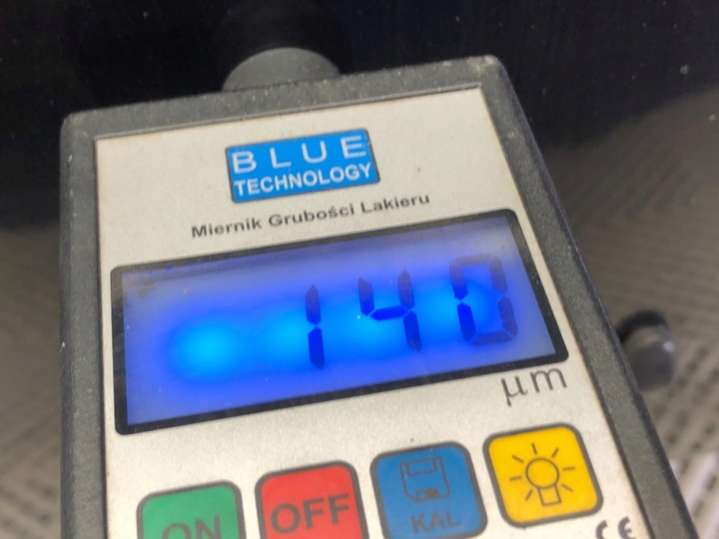 BLUE
TECHNOLOGY
Miernik Grubości Lakieru
140
µm
ON
OFF
KAL
CE